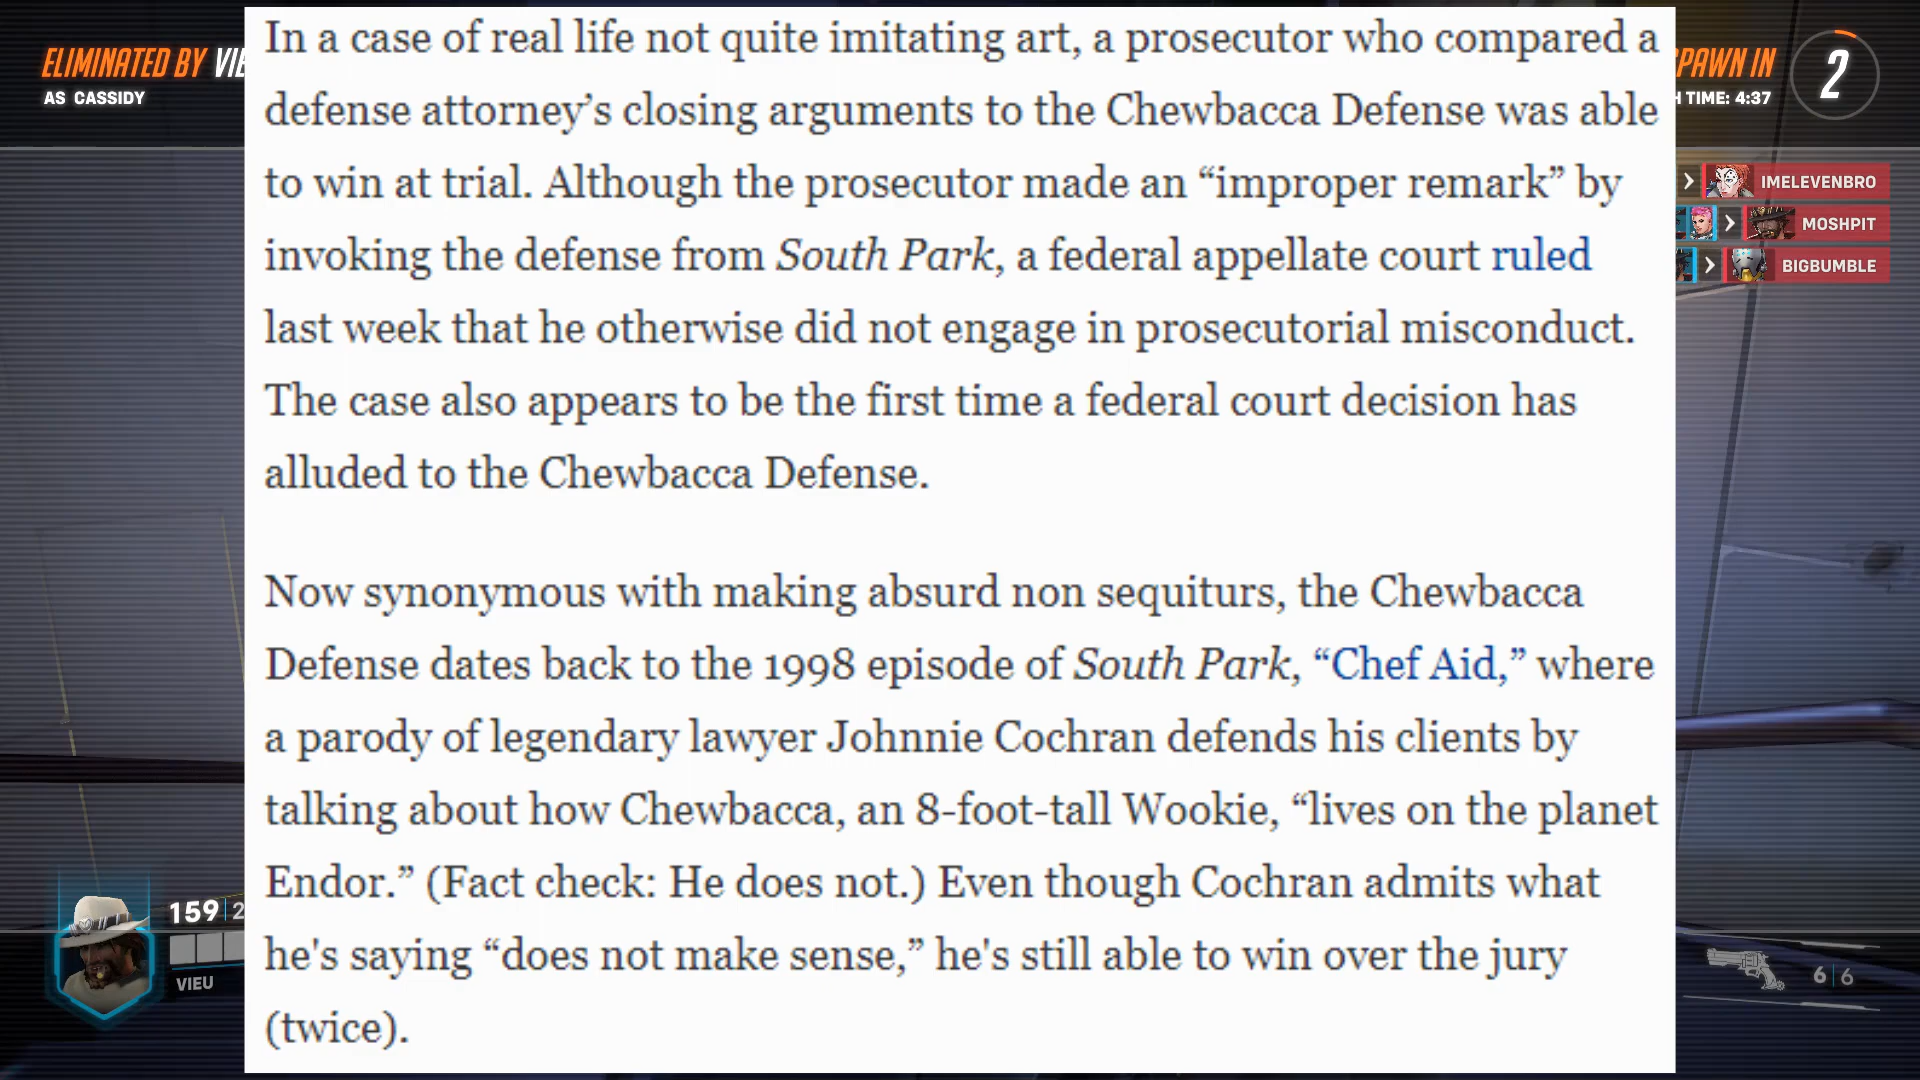 ELIMINATED BY VIE
AS CASSIDY
In a case of real life not quite imitating art, a prosecutor who compared a
defense attorney’s closing arguments to the Chewbacca Defense was able
to win at trial. Although the prosecutor made an “improper remark” by
invoking the defense from South Park, a federal appellate court ruled
last week that he otherwise did not engage in prosecutorial misconduct.
The case also appears to be the first time a federal court decision has
alluded to the Chewbacca Defense.
Now synonymous with making absurd non sequiturs, the Chewbacca
Defense dates back to the 1998 episode of South Park, “Chef Aid,” where
a parody of legendary lawyer Johnnie Cochran defends his clients by
talking about how Chewbacca, an 8-foot-tall Wookie, “lives on the planet
Endor.” (Fact check: He does not.) Even though Cochran admits what
he's saying “does not make sense,” he's still able to win over the jury
(twice).
PAWN IN
2
H TIME: 4:37
IMELEVENBRO
MOSHPIT
BIGBUMBLE
159 2
VIEU
6 6